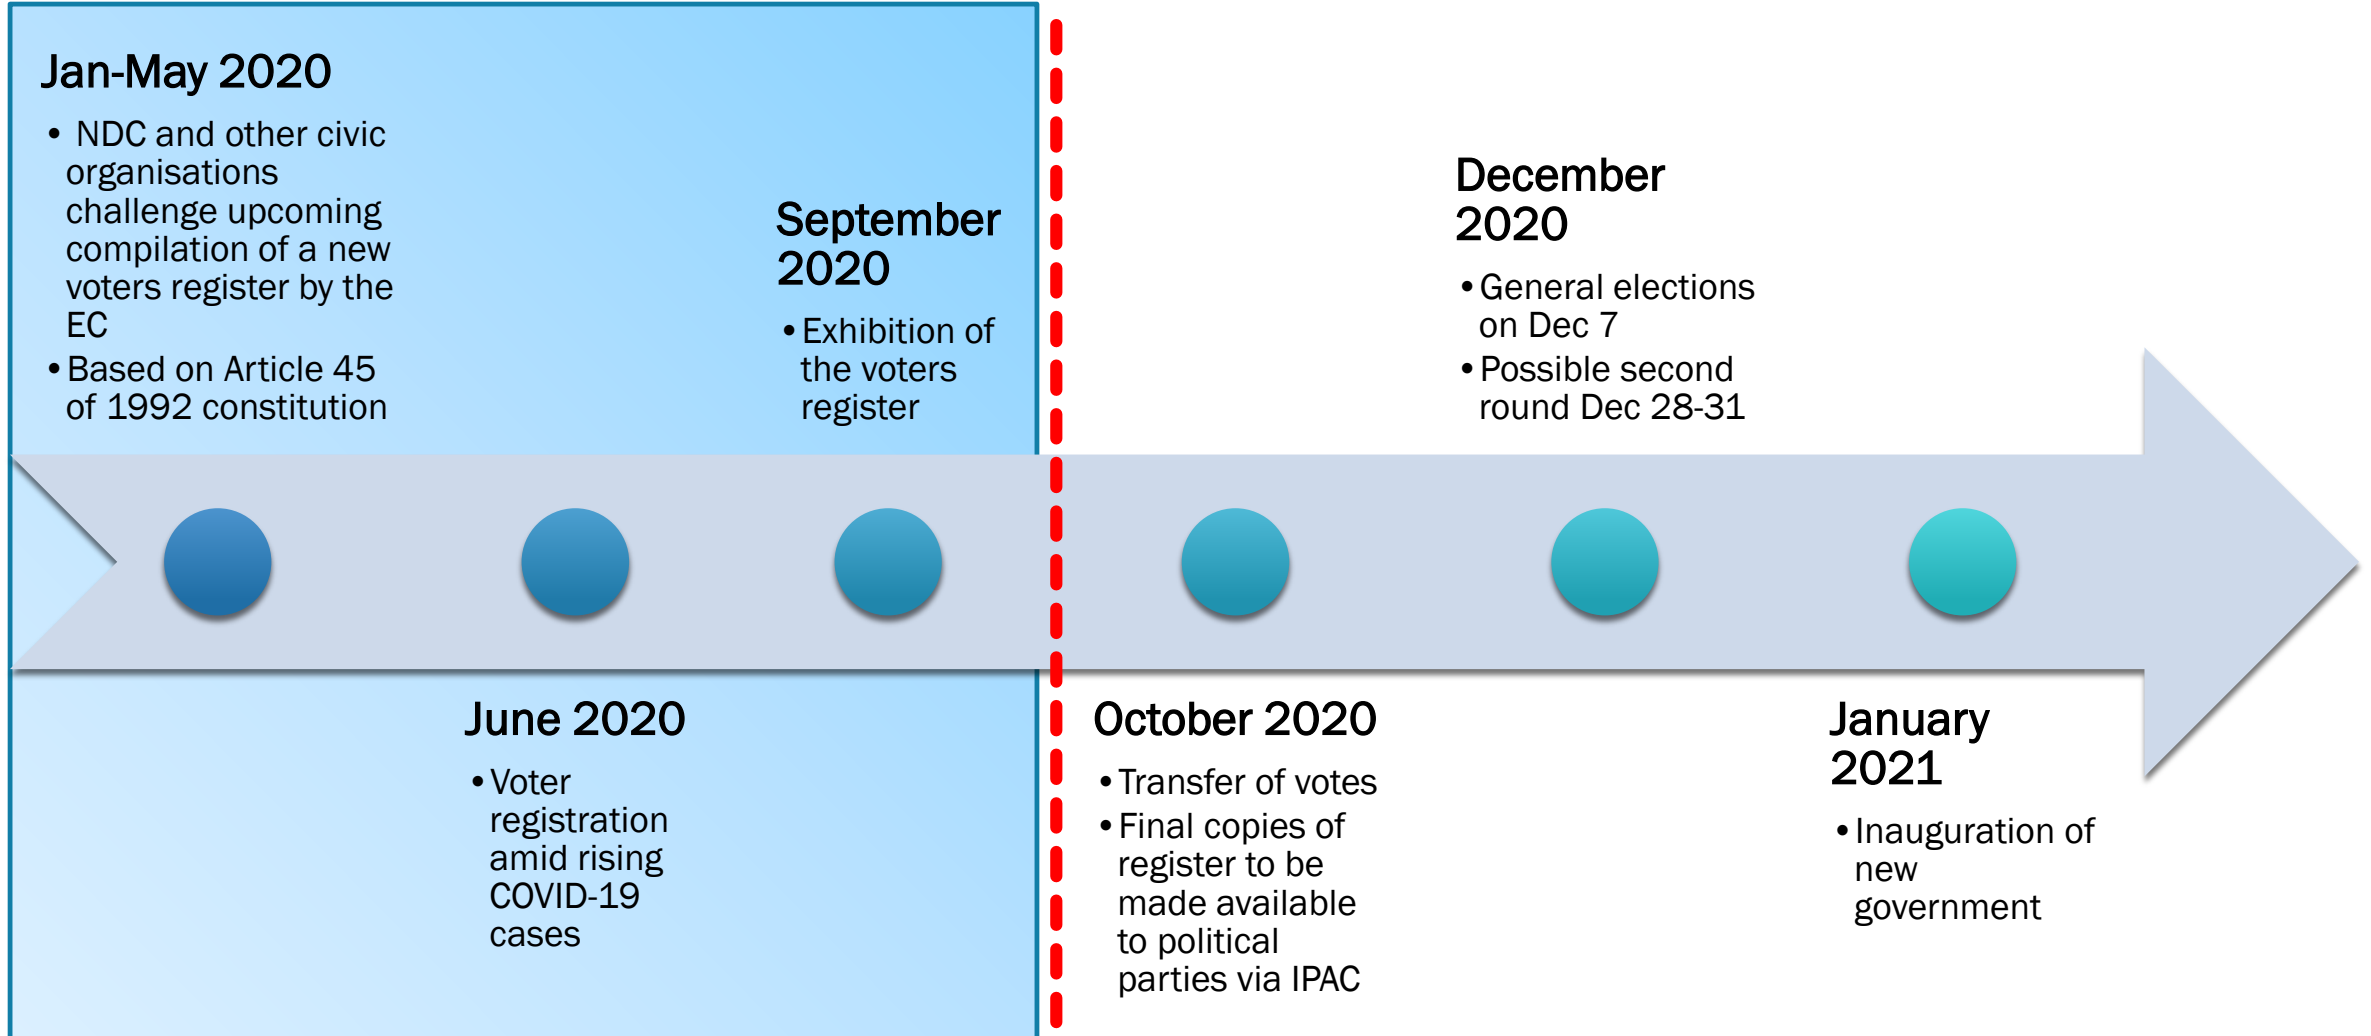 Jan-May 2020
• NDC and other civic
organisations
challenge upcoming
compilation of a new
voters register by the
EC
•Based on Article 45
of 1992 constitution
June 2020
•Voter
registration
amid rising
COVID-19
cases
September
2020
•Exhibition of
the voters
register
October 2020
•Transfer of votes
•Final copies of
register to be
made available
to political
parties via IPAC
December
2020
•General elections
on Dec 7
•Possible second
round Dec 28-31
January
2021
•Inauguration of
new
government